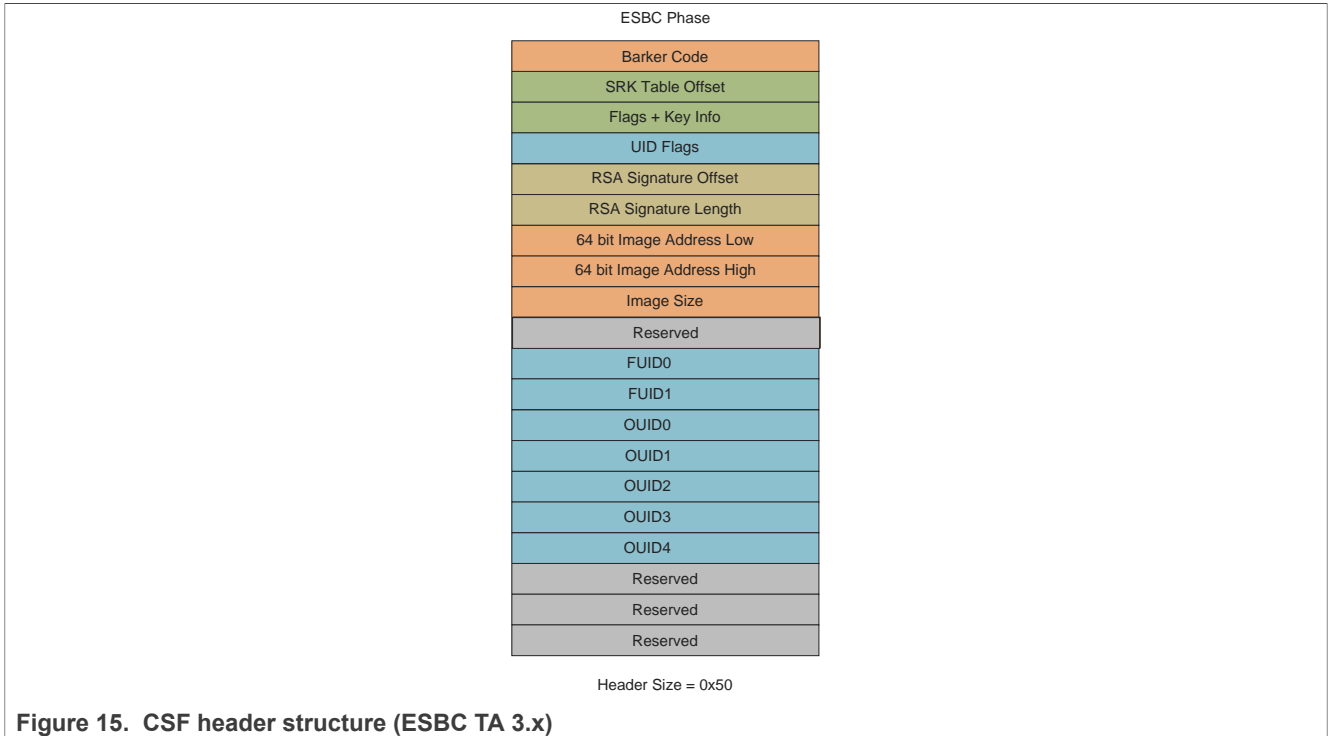 ESBC Phase
Barker Code
SRK Table Offset
Flags + Key Info
UID Flags
RSA Signature Offset
RSA Signature Length
64 bit Image Address Low
64 bit Image Address High
Image Size
Reserved
FUID0
FUID1
OUID0
OUID1
OUID2
OUID3
OUID4
Reserved
Reserved
Reserved
Header Size = 0x50
Figure 15. CSF header structure (ESBC TA 3.x)